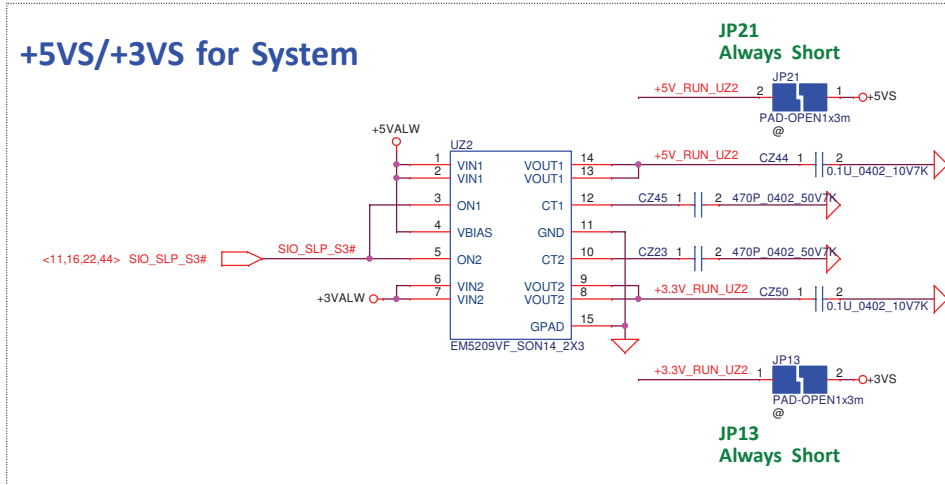 JP21
Always Short
+5VS/+3VS for System
JP21
+5V_RUN_UZ2 2 1 +5VS
PAD-OPEN1x3m
@
+5VALW
UZ2
1 VIN1 VOUT1 14 +5V_RUN_UZ2 CZ44 1 2
2 VIN1 VOUT1 13 0.1U_0402_10V7K
3 ON1 CT1 12 CZ45 1 2 470P_0402_50V7K
4 VBIAS GND 11
<11,16,22,44> SIO_SLP_S3# SIO_SLP_S3# 5 ON2 CT2 10 CZ23 1 2 470P_0402_50V7K
6 VIN2 VOUT2 9
+3VALW 7 VIN2 VOUT2 8 +3.3V_RUN_UZ2 CZ50 1 2
0.1U_0402_10V7K
GPAD 15
EM5209VF_SON14_2X3
JP13
+3.3V_RUN_UZ2 1 2 +3VS
PAD-OPEN1x3m
@
JP13
Always Short